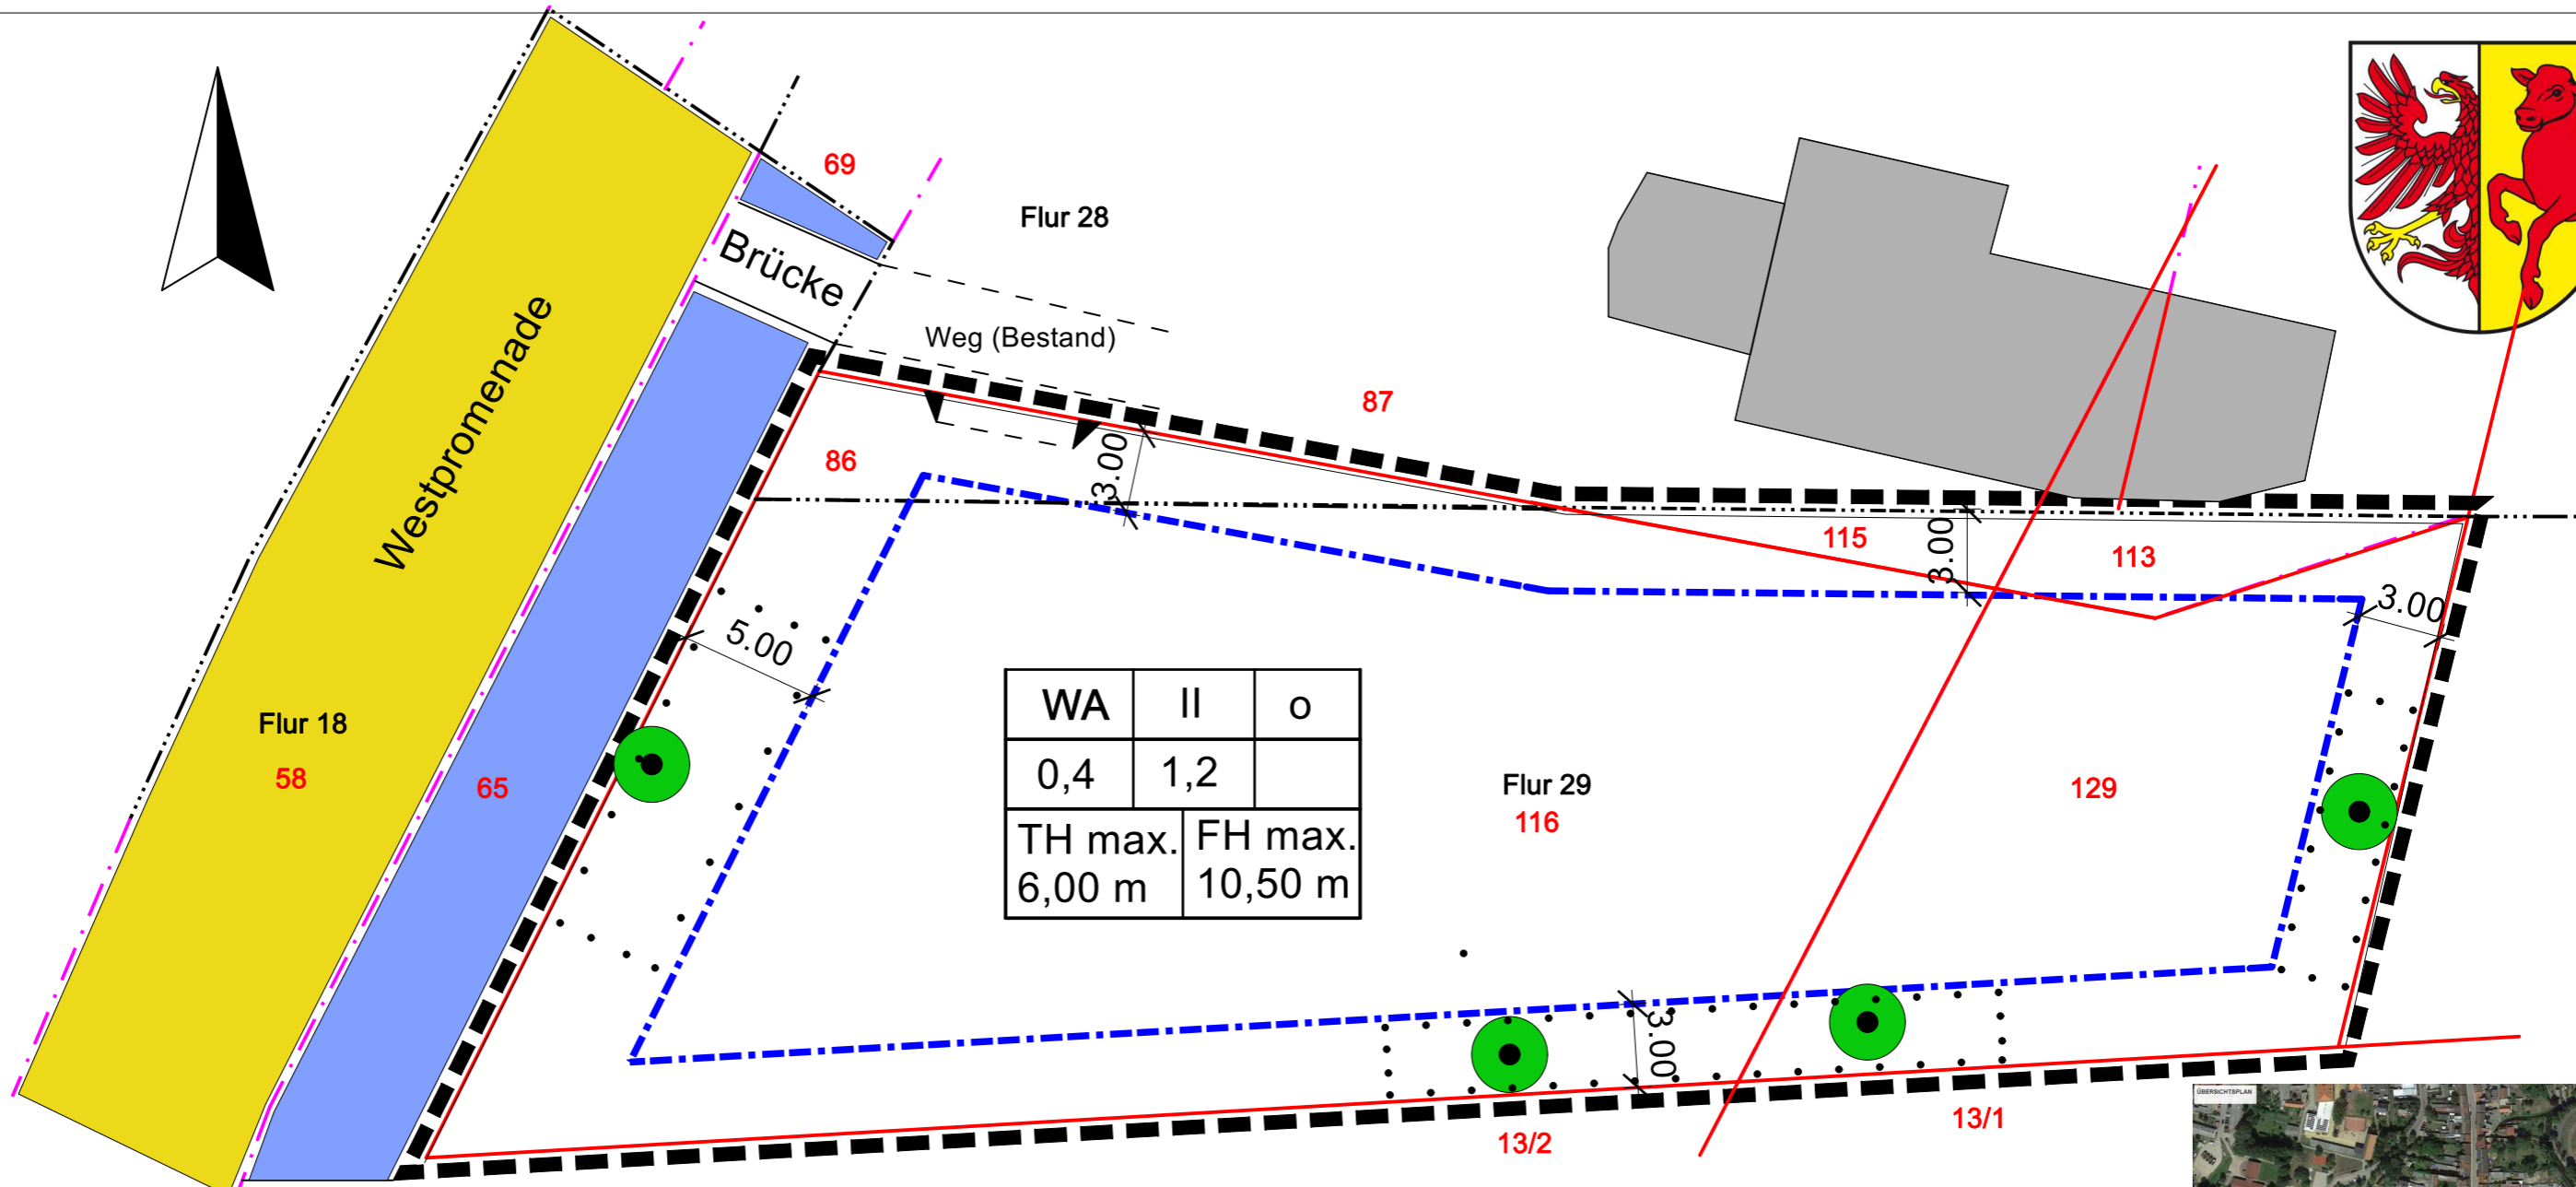 69
Flur 28
Brücke
Westpromenade
Weg (Bestand)
87
86
3.00
115
3.00
113
3.00
5.00
WA II o
0,4 1,2
TH max. FH max.
6,00 m 10,50 m
Flur 18
58
65
Flur 29
116
129
3.00
13/2
13/1
ÜBERSICHTSPLAN